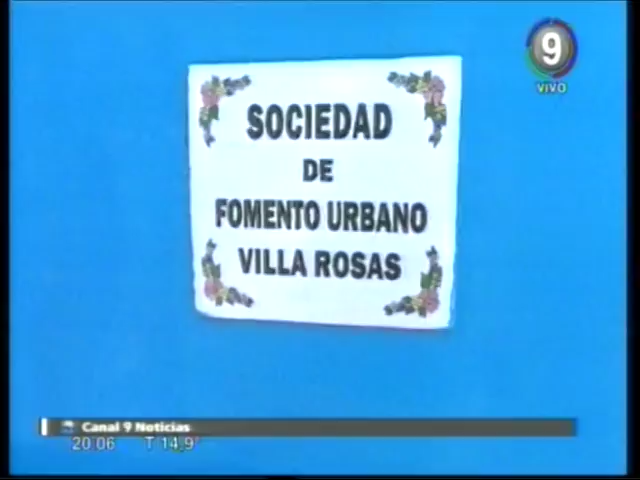 9
VIVO
SOCIEDAD
DE
FOMENTO URBANO
VILLA ROSAS
Canal 9 Noticias
20:06 T 14,9°